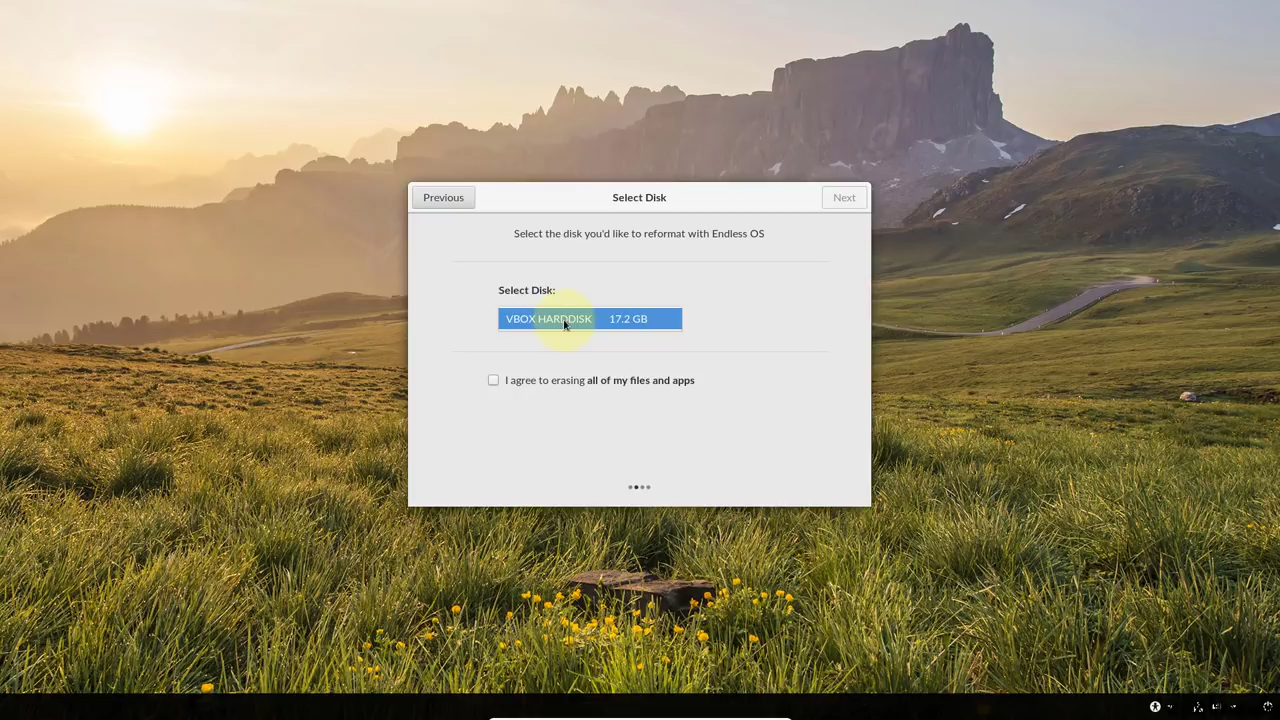 Previous
Select Disk
Next
Select the disk you'd like to reformat with Endless OS
Select Disk:
VBOX HARDDISK 17.2 GB
I agree to erasing all of my files and apps